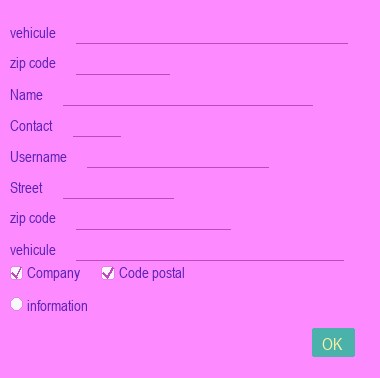 vehicule
zip code
Name
Contact
Username
Street
zip code
vehicule
Company Code postal
information
OK